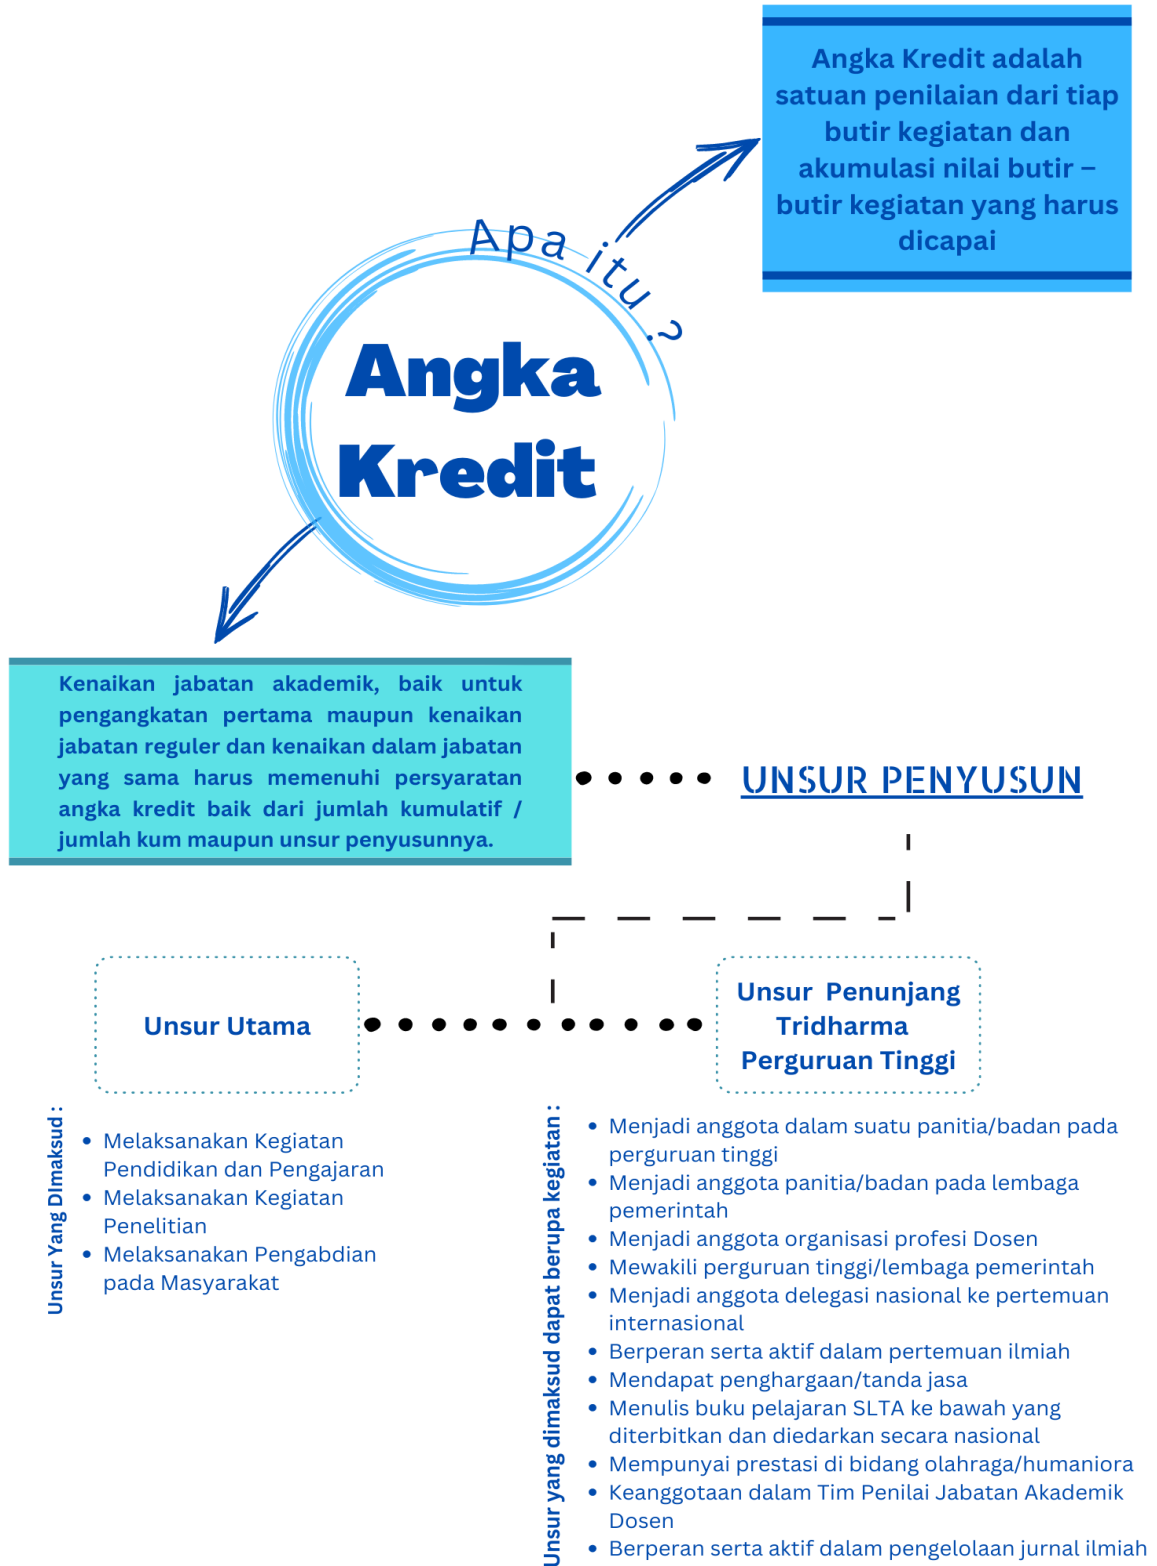 Angka Kredit adalah
satuan penilaian dari tiap
butir kegiatan dan
akumulasi nilai butir –
butir kegiatan yang harus
dicapai
Apa itu ?
Angka
Kredit
Kenaikan jabatan akademik, baik untuk
pengangkatan pertama maupun kenaikan
jabatan reguler dan kenaikan dalam jabatan
yang sama harus memenuhi persyaratan
angka kredit baik dari jumlah kumulatif /
jumlah kum maupun unsur penyusunnya.
UNSUR PENYUSUN
Unsur Utama
Unsur Penunjang
Tridharma
Perguruan Tinggi
Unsur Yang DImaksud :
• Melaksanakan Kegiatan
Pendidikan dan Pengajaran
• Melaksanakan Kegiatan
Penelitian
• Melaksanakan Pengabdian
pada Masyarakat
Unsur yang dimaksud dapat berupa kegiatan :
• Menjadi anggota dalam suatu panitia/badan pada
perguruan tinggi
• Menjadi anggota panitia/badan pada lembaga
pemerintah
• Menjadi anggota organisasi profesi Dosen
• Mewakili perguruan tinggi/lembaga pemerintah
• Menjadi anggota delegasi nasional ke pertemuan
internasional
• Berperan serta aktif dalam pertemuan ilmiah
• Mendapat penghargaan/tanda jasa
• Menulis buku pelajaran SLTA ke bawah yang
diterbitkan dan diedarkan secara nasional
• Mempunyai prestasi di bidang olahraga/humaniora
• Keanggotaan dalam Tim Penilai Jabatan Akademik
Dosen
• Berperan serta aktif dalam pengelolaan jurnal ilmiah